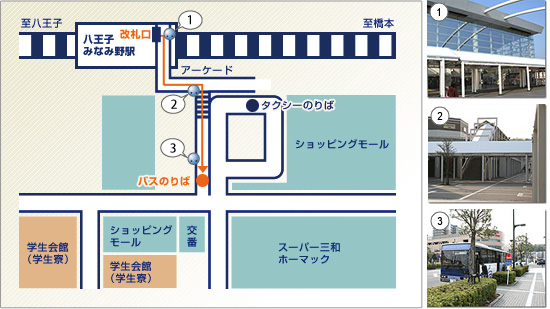 至八王子
至橋本
改札口
1
八王子
みなみ野駅
アーケード
2
タクシーのりば
3
ショッピングモール
バスのりば
学生会館
(学生寮)
ショッピング
モール
交
番
学生会館
(学生寮)
スーパー三和
ホーマック
1
2
3